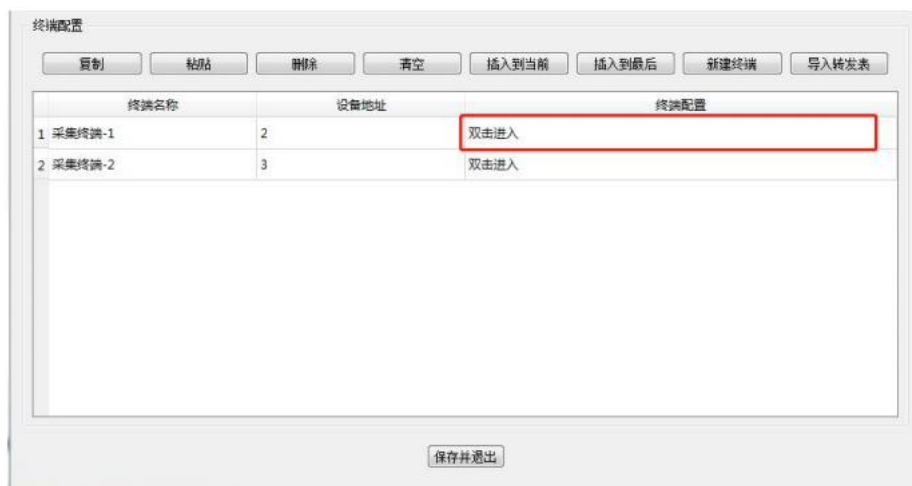 终端配置
复制 粘贴 删除 清空 插入到当前 插入到最后 新建终端 导入转发表
终端名称 设备地址 终端配置
1 采集终端-1 2 双击进入
2 采集终端-2 3 双击进入
保存并退出